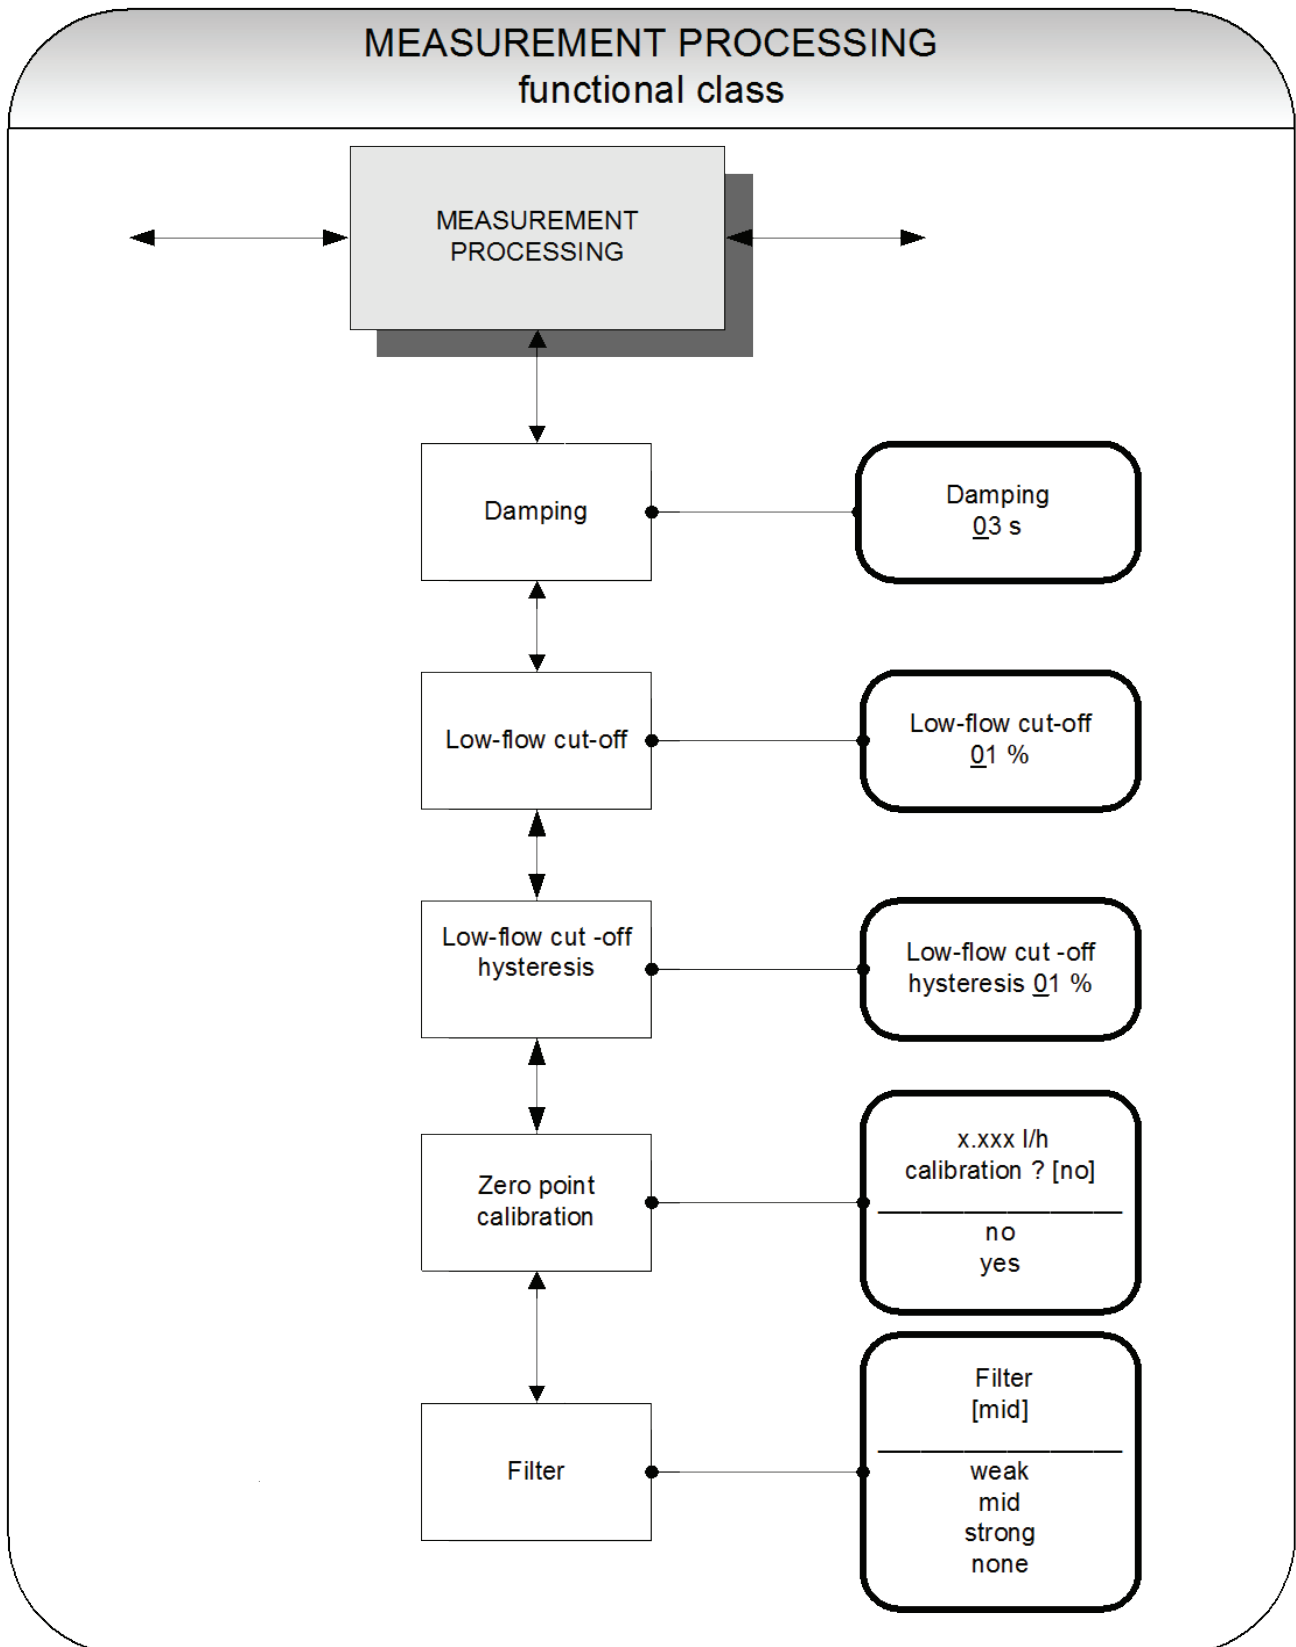 MEASUREMENT PROCESSING
functional class
MEASUREMENT
PROCESSING
Damping
Damping
03 s
Low-flow cut-off
Low-flow cut-off
01 %
Low-flow cut -off
hysteresis
Low-flow cut -off
hysteresis 01 %
Zero point
calibration
x.xxx l/h
calibration ? [no]
no
yes
Filter
Filter
[mid]
weak
mid
strong
none